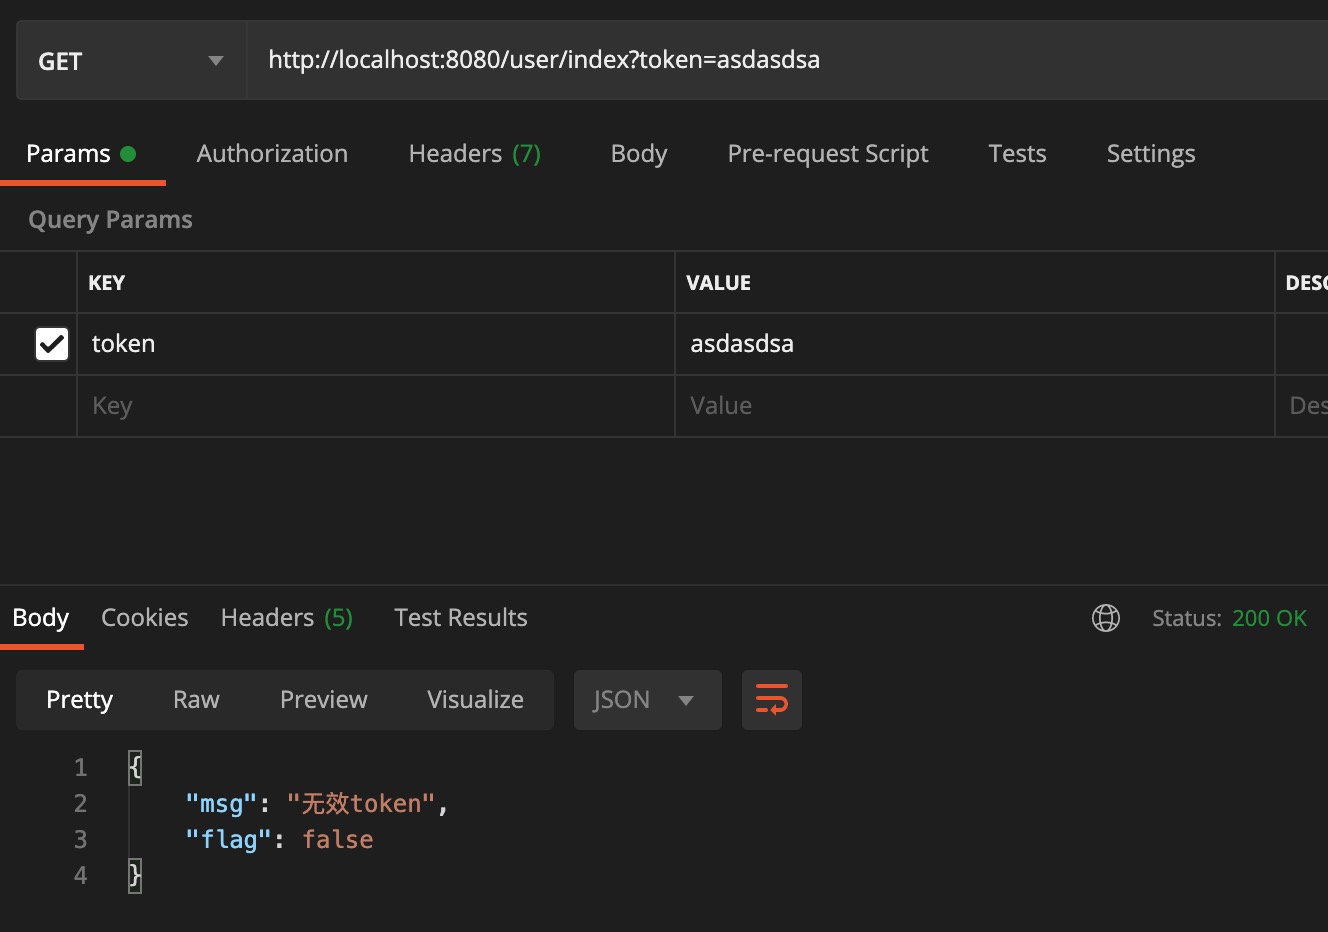 GET http://localhost:8080/user/index?token=asdasdsa
Params Authorization Headers (7) Body Pre-request Script Tests Settings
Query Params
KEY VALUE DESC
token asdasdsa
Key Value Des
Body Cookies Headers (5) Test Results Status: 200 OK
Pretty Raw Preview Visualize JSON
1 {
2 "msg": "无效token",
3 "flag": false
4 }